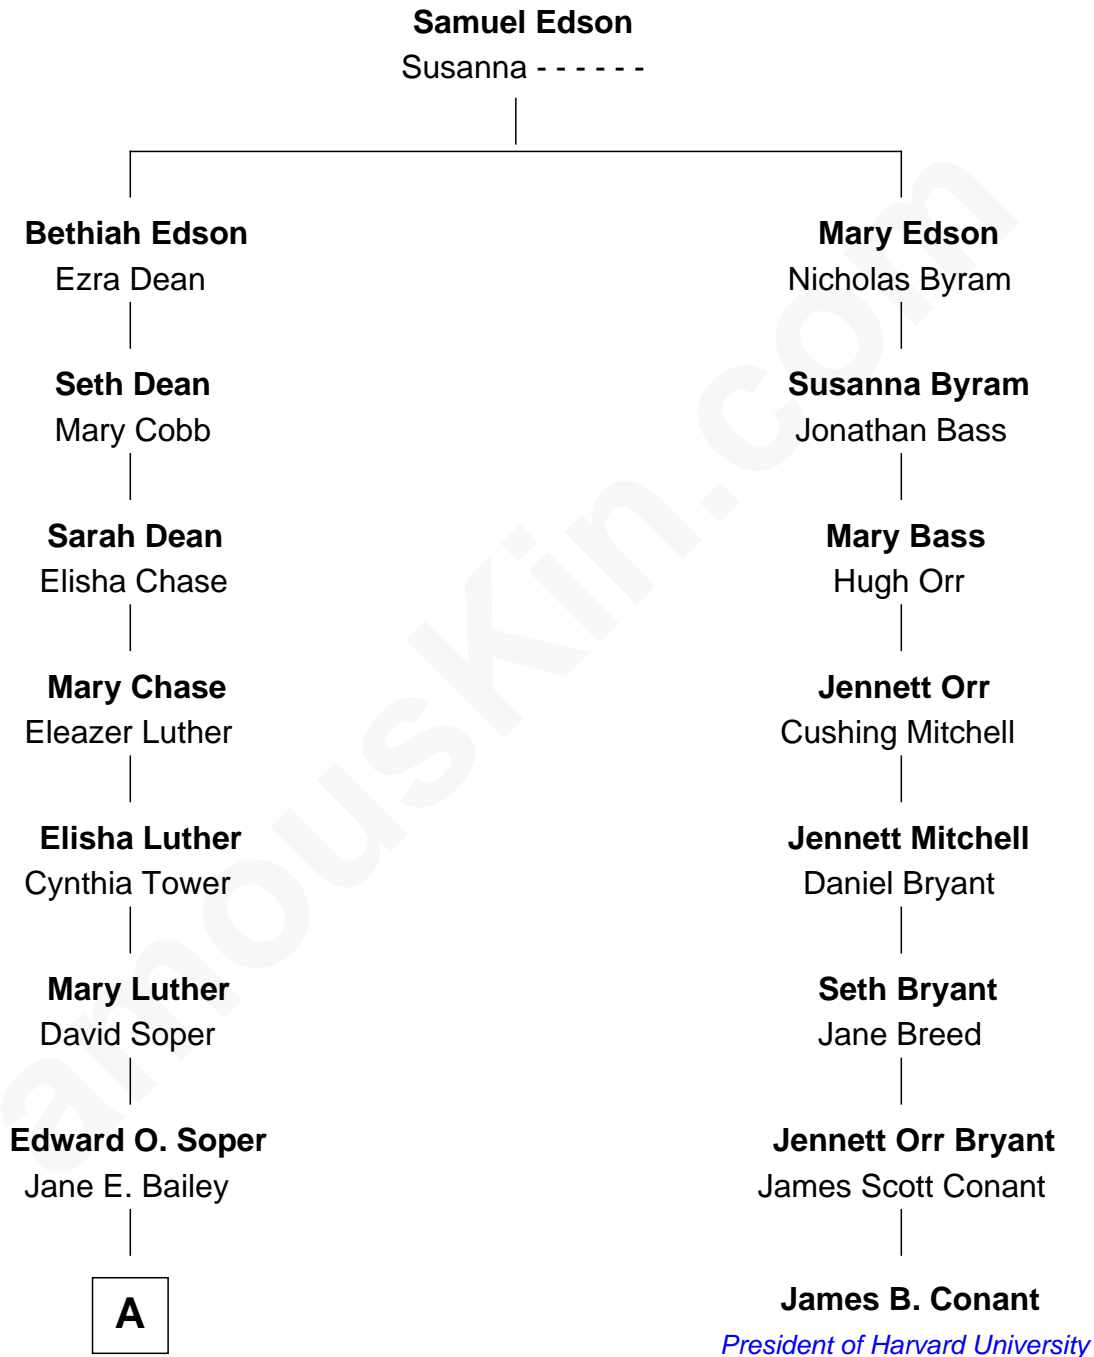 Samuel Edson
Susanna - - - - - -
Bethiah Edson
Ezra Dean
Seth Dean
Mary Cobb
Sarah Dean
Elisha Chase
Mary Chase
Eleazer Luther
Elisha Luther
Cynthia Tower
Mary Luther
David Soper
Edward O. Soper
Jane E. Bailey
A
Mary Edson
Nicholas Byram
Susanna Byram
Jonathan Bass
Mary Bass
Hugh Orr
Jennett Orr
Cushing Mitchell
Jennett Mitchell
Daniel Bryant
Seth Bryant
Jane Breed
Jennett Orr Bryant
James Scott Conant
James B. Conant
President of Harvard University
amouskin.com